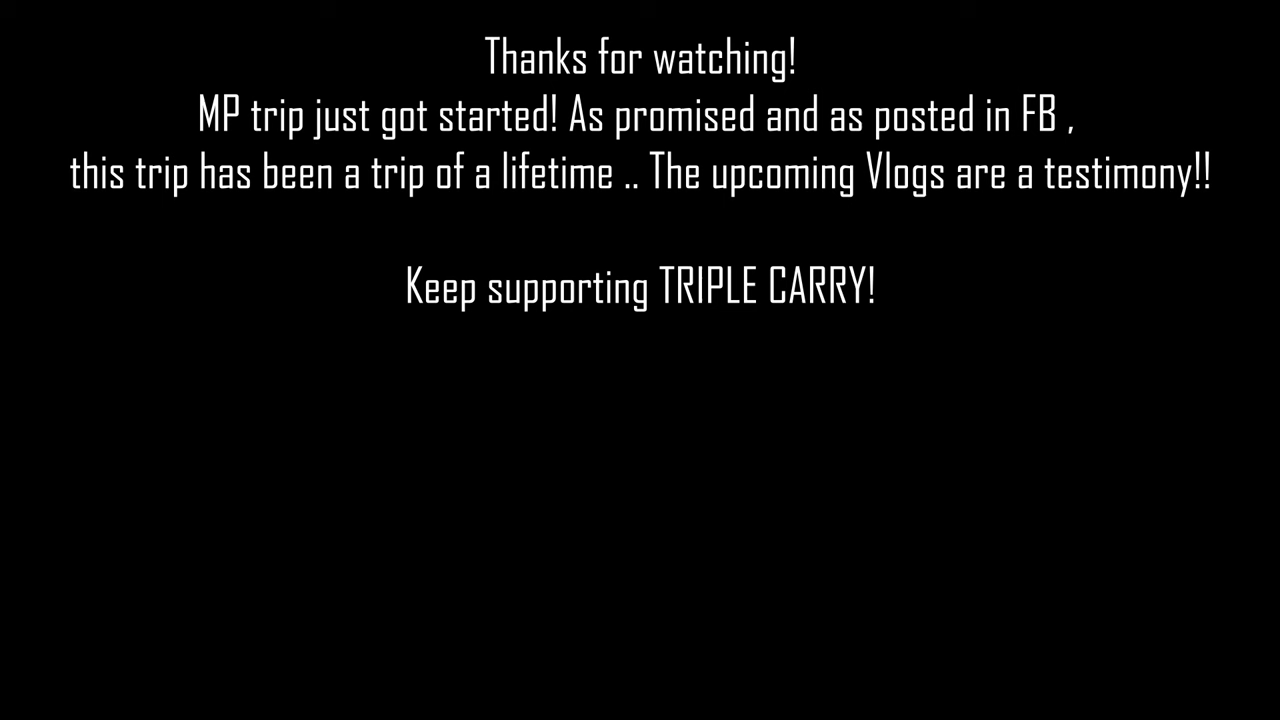 Thanks for watching!
MP trip just got started! As promised and as posted in FB ,
this trip has been a trip of a lifetime .. The upcoming Vlogs are a testimony!!
Keep supporting TRIPLE CARRY!